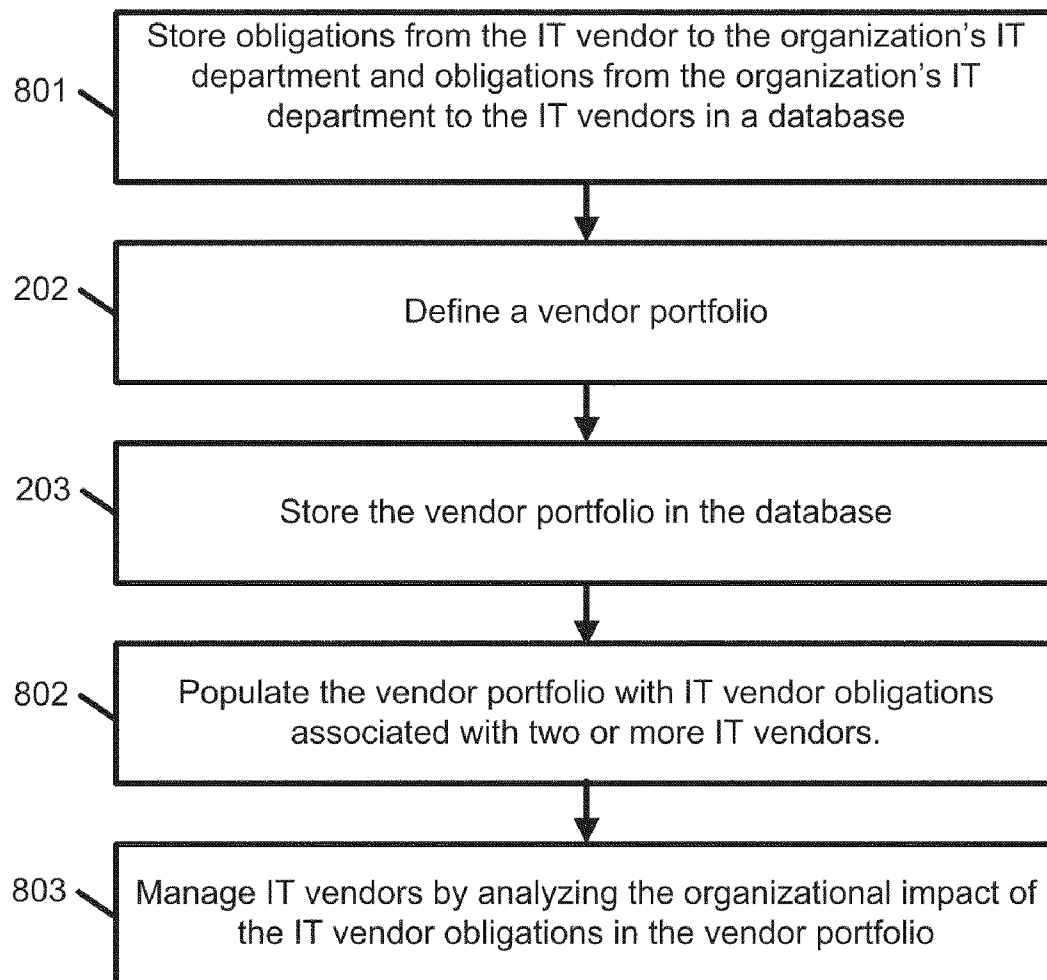 801
Store obligations from the IT vendor to the organization's IT
department and obligations from the organization's IT
department to the IT vendors in a database
202
Define a vendor portfolio
203
Store the vendor portfolio in the database
802
Populate the vendor portfolio with IT vendor obligations
associated with two or more IT vendors.
803
Manage IT vendors by analyzing the organizational impact of
the IT vendor obligations in the vendor portfolio